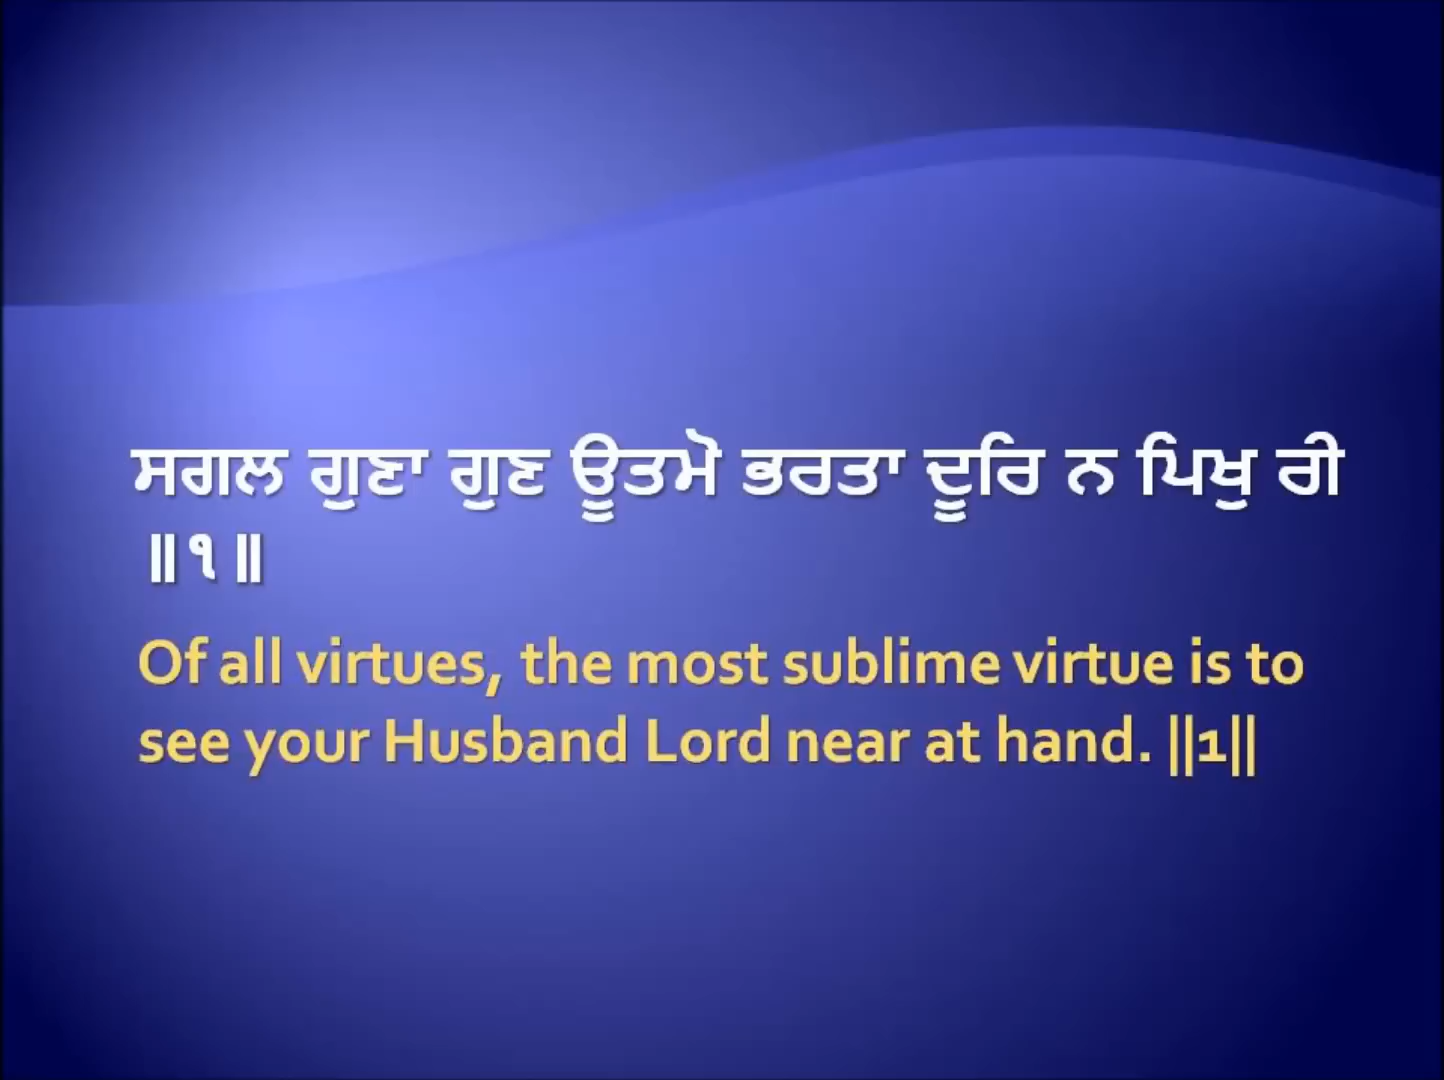 ਸਗਲ ਗੁਣਾ ਗੁਣ ਊਤਮੋ ਭਰਤਾ ਦੂਰਿ ਨ ਪਿਖੁ ਰੀ
॥੧॥
Of all virtues, the most sublime virtue is to
see your Husband Lord near at hand. ||1||